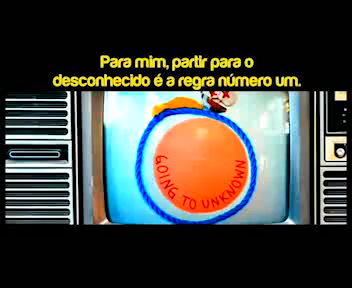 Para mim, partir para o
desconhecido é a regra número um.
GOING TO UNKNOWN